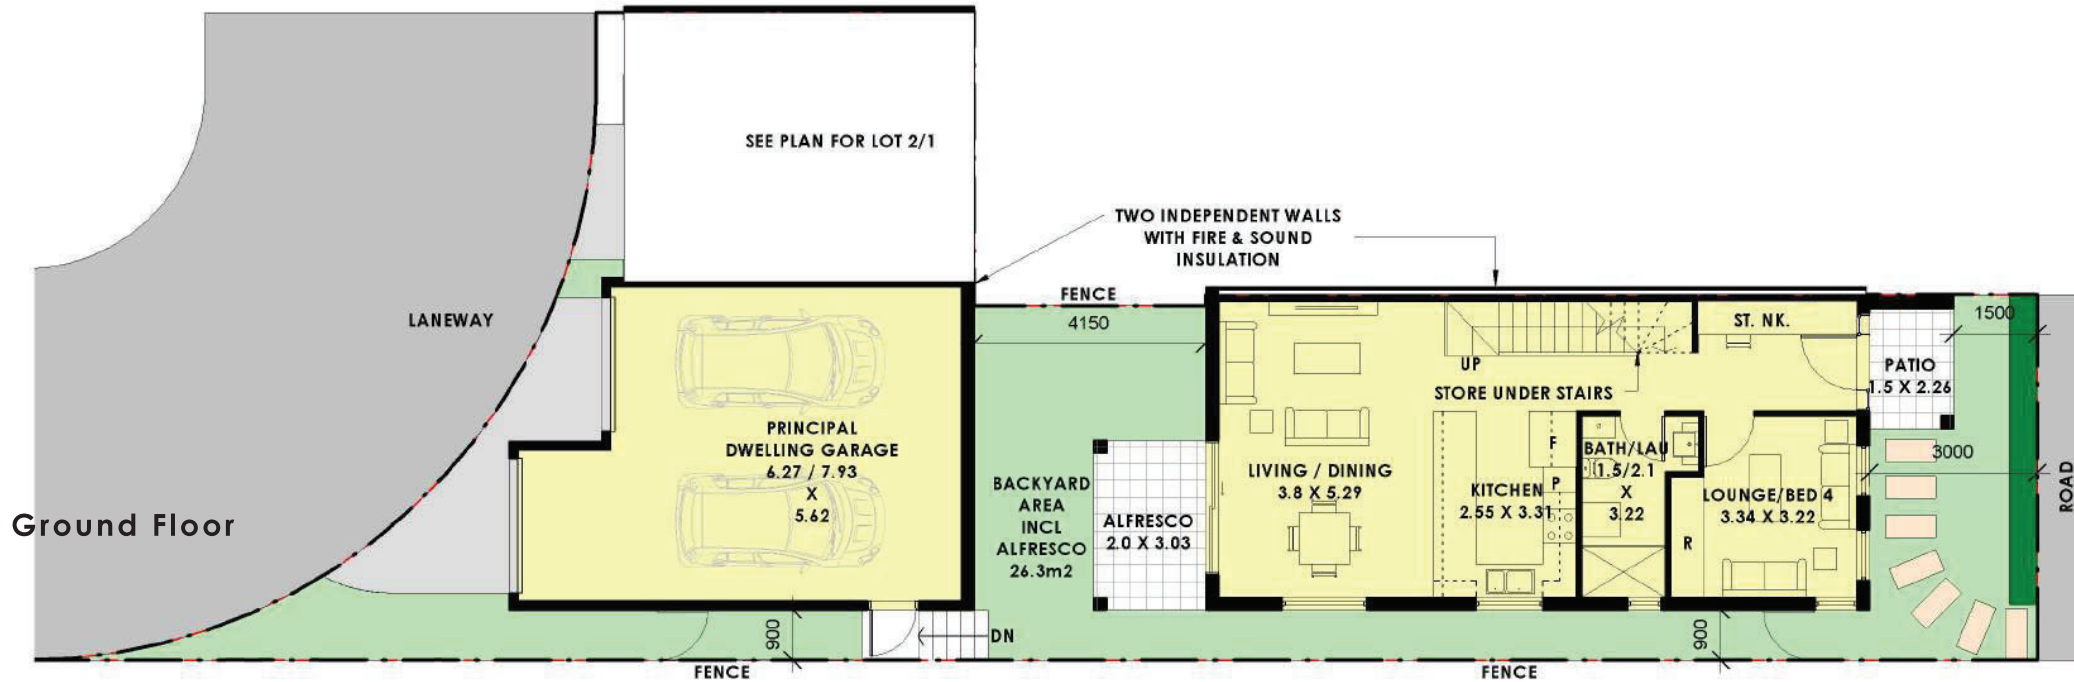 SEE PLAN FOR LOT 2/1
TWO INDEPENDENT WALLS
WITH FIRE & SOUND
INSULATION
FENCE
4150
LANEWAY
PRINCIPAL
DWELLING GARAGE
6.27 / 7.93
X
5.62
Ground Floor
BACKYARD
AREA
INCL
ALFRESCO
26.3m2
ALFRESCO
2.0 X 3.03
LIVING / DINING
3.8 X 5.29
UP
STORE UNDER STAIRS
KITCHEN
2.55 X 3.31
F
P
BATH/LAU
1.5/2.1
X
3.22
ST. NK.
LOUNGE/BED 4
3.34 X 3.22
R
PATIO
1.5 X 2.26
1500
3000
ROAD
900
DN
900
FENCE
FENCE